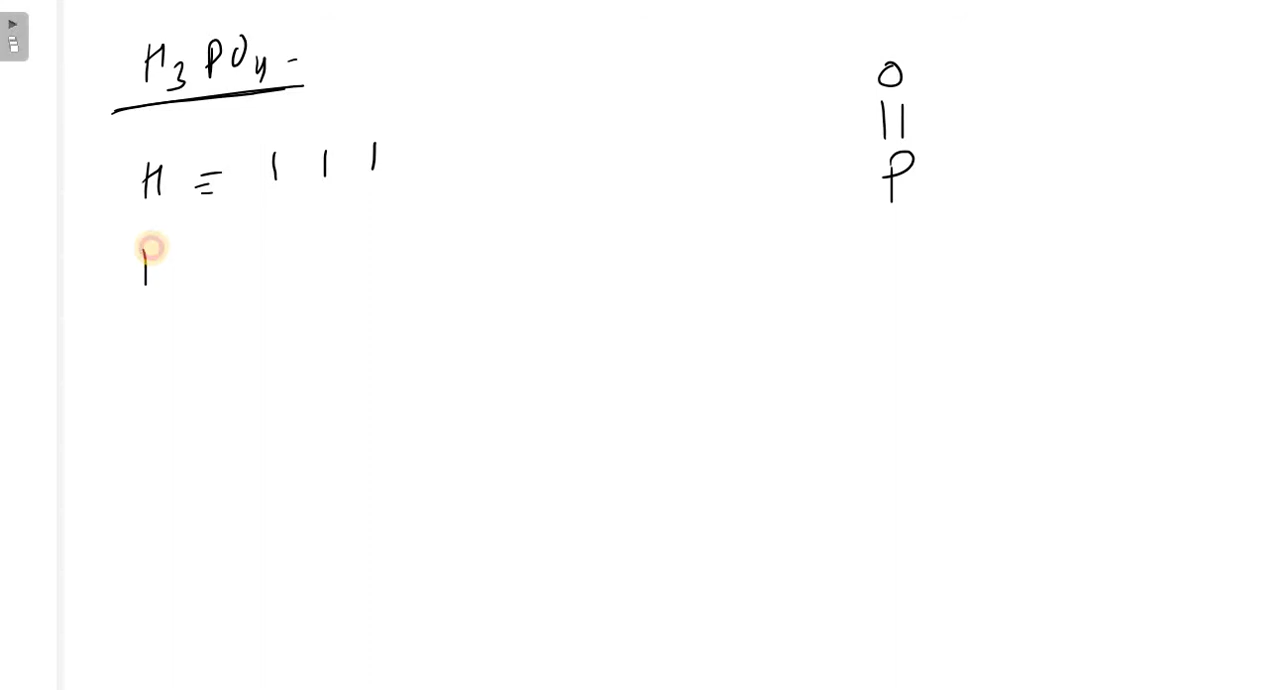 H₃PO₄ -
H = 1 1 1
O
||
P